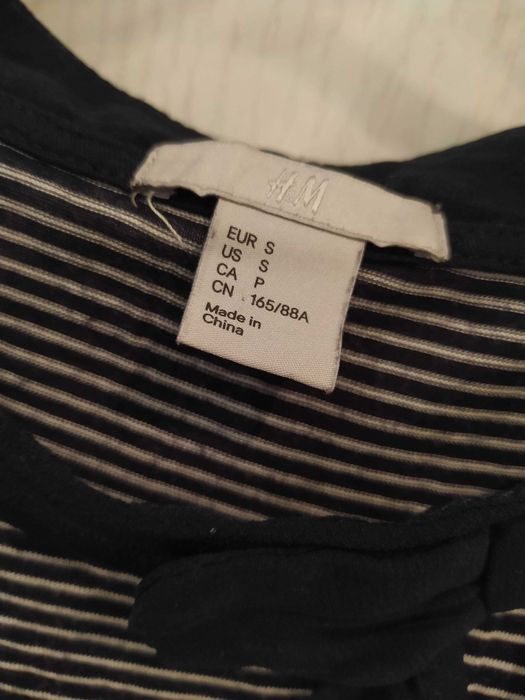 H&M
EUR S
US S
CA P
CN 165/88A
Made in
China